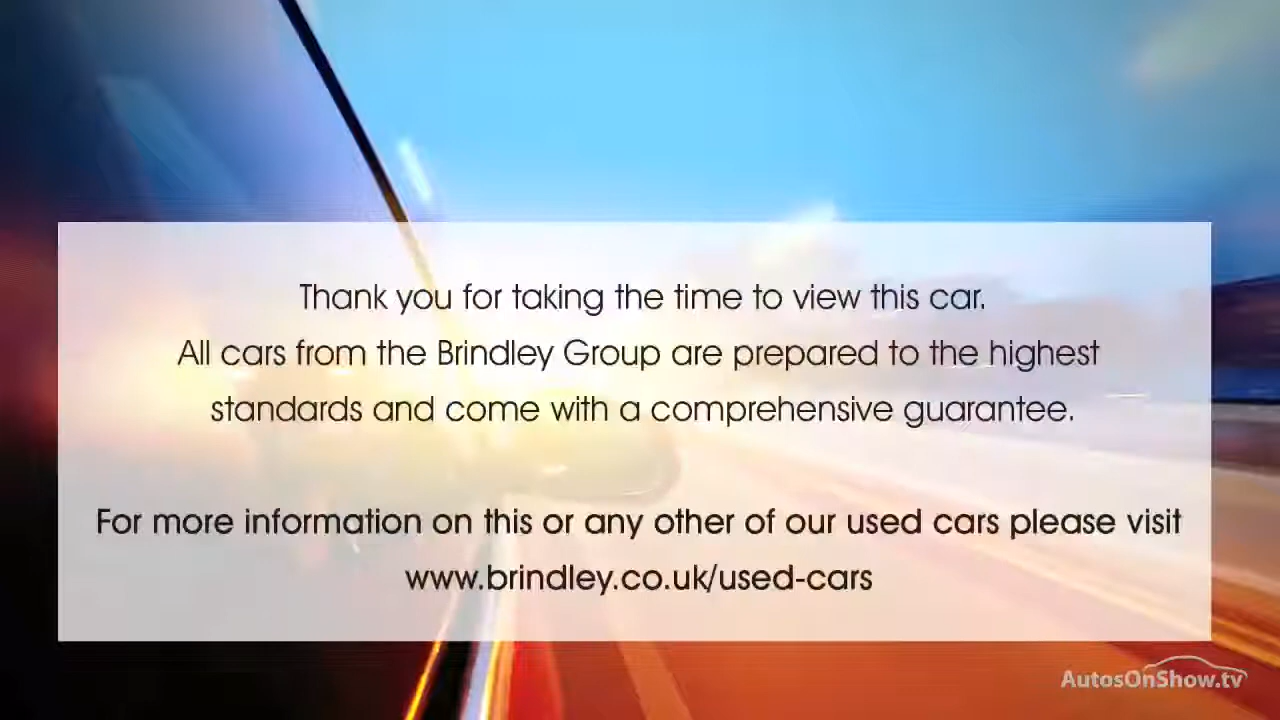 Thank you for taking the time to view this car.
All cars from the Brindley Group are prepared to the highest
standards and come with a comprehensive guarantee.
For more information on this or any other of our used cars please visit
www.brindley.co.uk/used-cars
AutosOnShow.tv